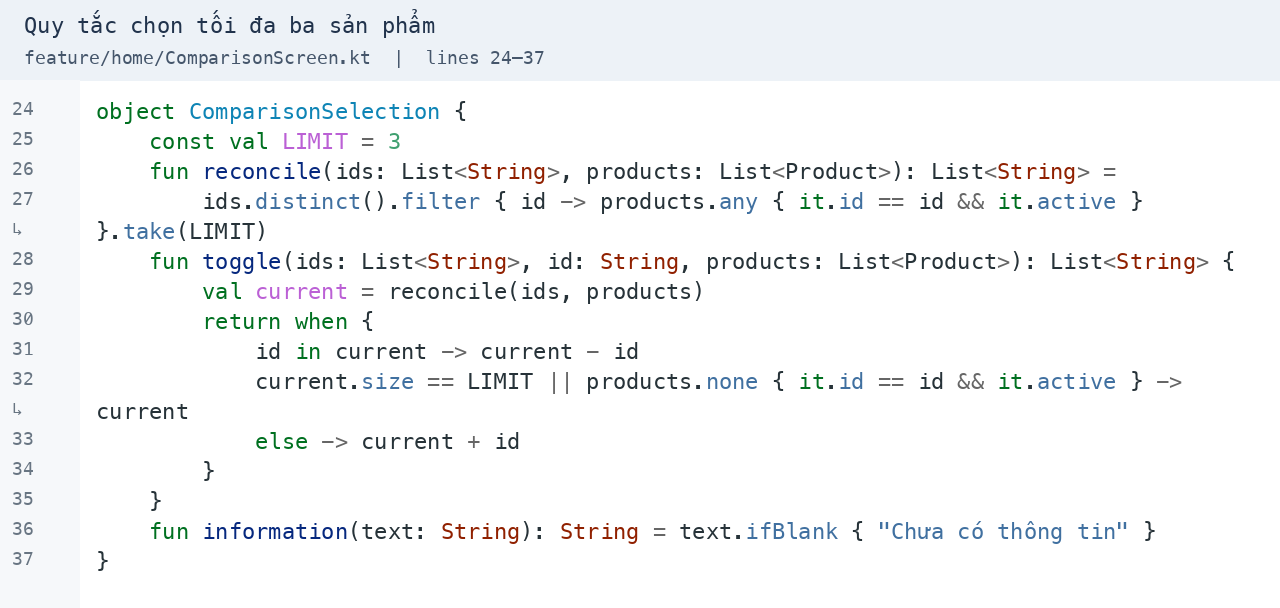 Quy tắc chọn tối đa ba sản phẩm
feature/home/ComparisonScreen.kt  |  lines 24–37
24 object ComparisonSelection {
25     const val LIMIT = 3
26     fun reconcile(ids: List<String>, products: List<Product>): List<String> =
27         ids.distinct().filter { id -> products.any { it.id == id && it.active }
↳ }.take(LIMIT)
28     fun toggle(ids: List<String>, id: String, products: List<Product>): List<String> {
29         val current = reconcile(ids, products)
30         return when {
31             id in current -> current - id
32             current.size == LIMIT || products.none { it.id == id && it.active } ->
↳ current
33             else -> current + id
34         }
35     }
36     fun information(text: String): String = text.ifBlank { "Chưa có thông tin" }
37 }